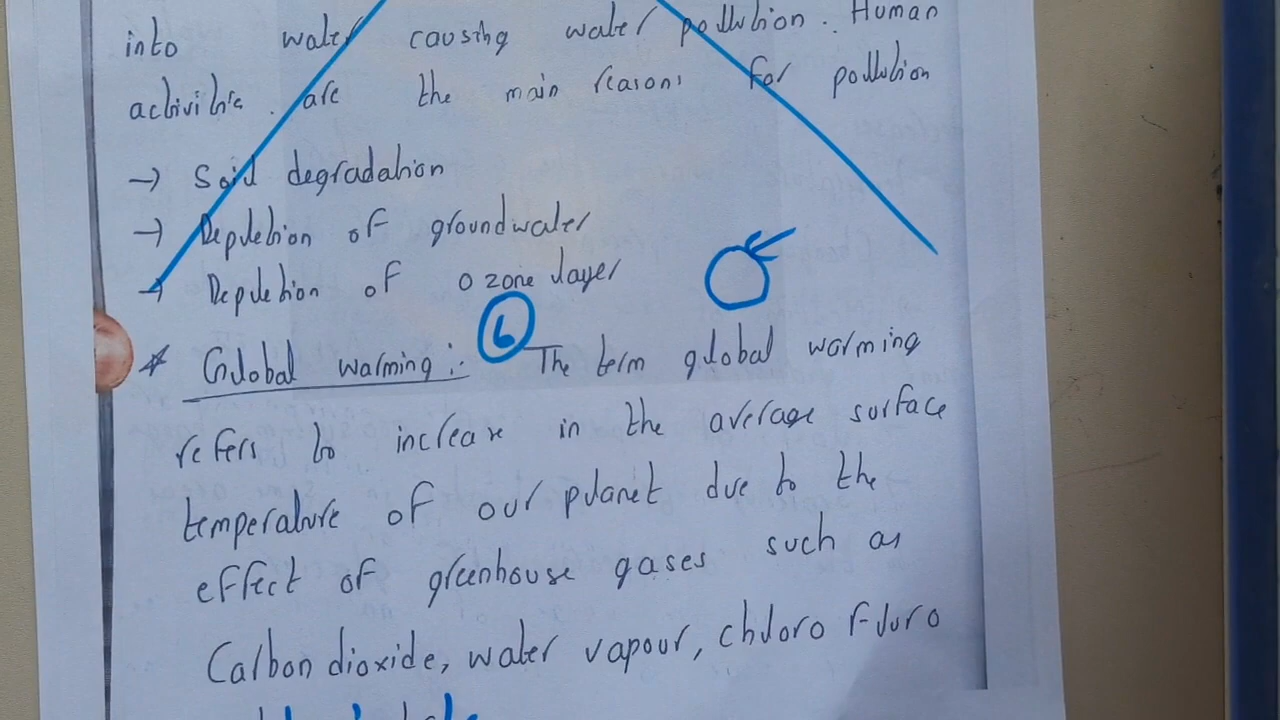 into water causing water pollution. Human
activities are the main reasons for pollution
→ Soil degradation
→ Depletion of groundwater
→ Depletion of ozone layer
6
* Global warming :- The term global warming
refers to increase in the average surface
temperature of our planet due to the
effect of greenhouse gases such as
Carbon dioxide, water vapour, chloro fluro